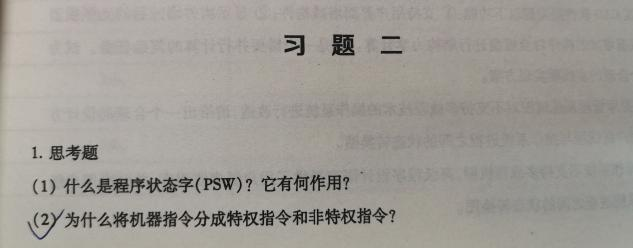 习 题 二
1. 思考题
(1) 什么是程序状态字(PSW)？它有何作用？
(2) 为什么将机器指令分成特权指令和非特权指令？